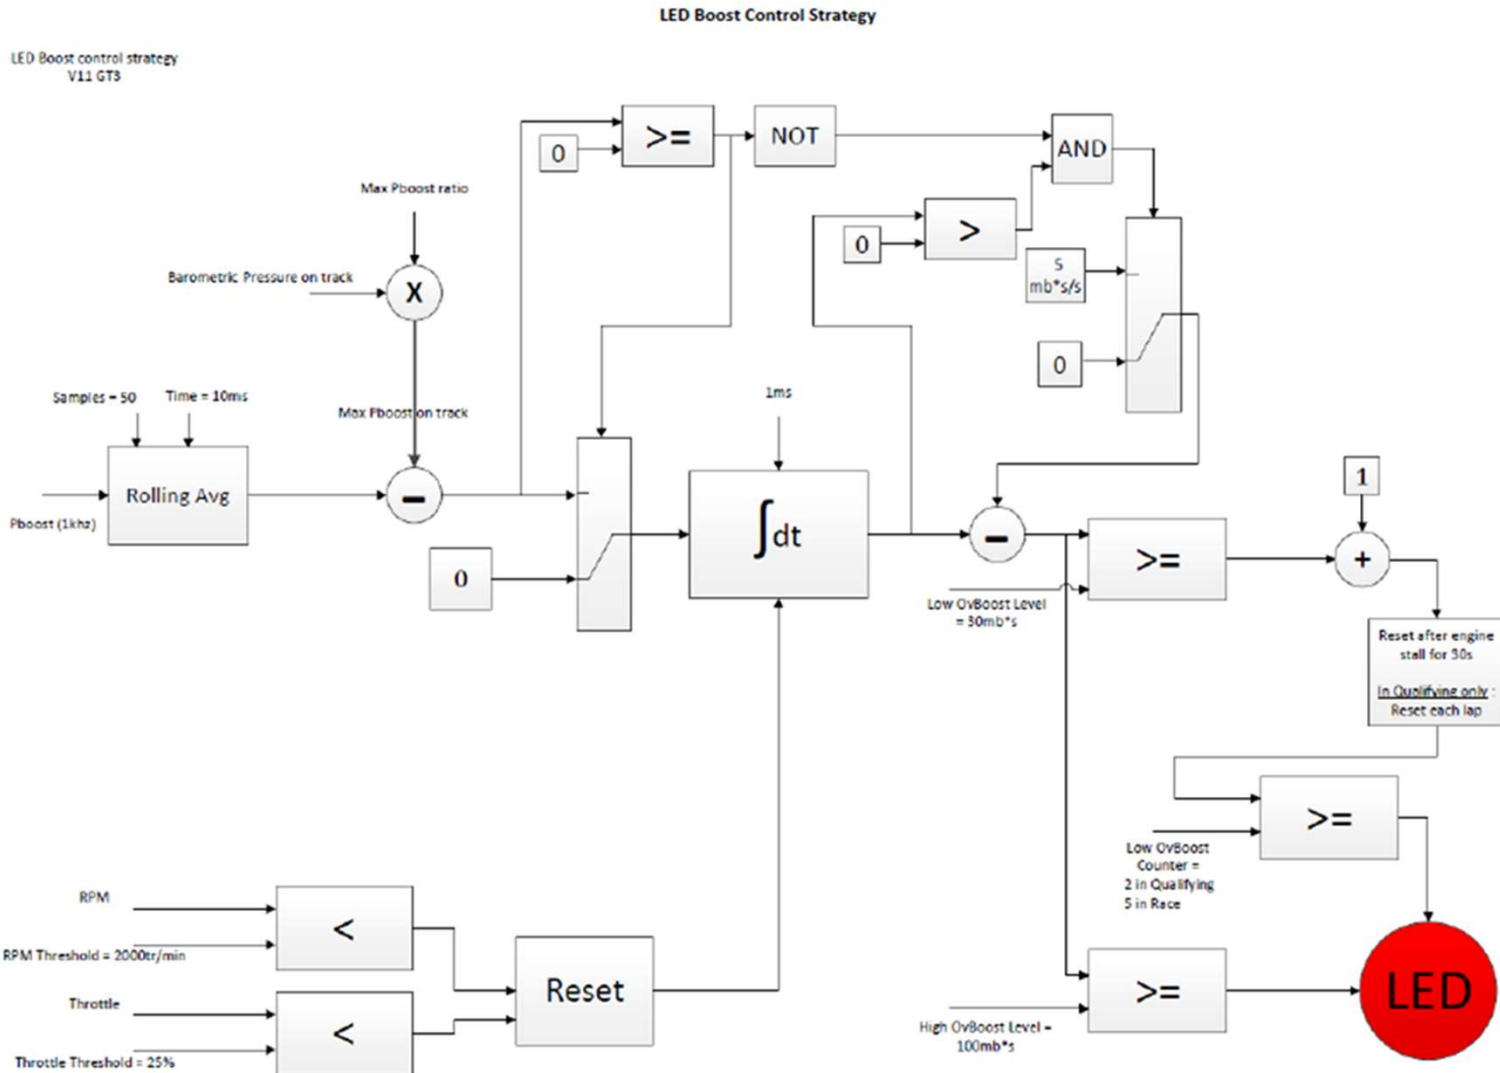 LED Boost Control Strategy
LED Boost control strategy
V11 GT3
>=
NOT
0
AND
Max Pboost ratio
>
0
5
mb*s/s
Barometric Pressure on track
X
0
1ms
Samples = 50
Time = 10ms
Max Pboost on track
Rolling Avg
-
1
Pboost (1khz)
∫dt
-
>=
+
0
Low OvBoost Level
= 30mb*s
Reset after engine
stall for 30s
In Qualifying only :
Reset each lap
>=
Low OvBoost
Counter =
2 in Qualifying
5 in Race
RPM
<
RPM Threshold = 2000tr/min
Reset
>=
LED
Throttle
<
High OvBoost Level =
100mb*s
Throttle Threshold = 25%